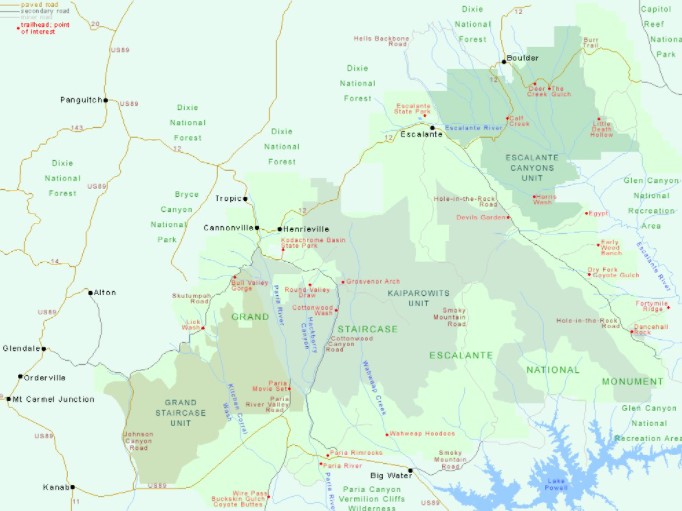 paved road
secondary road
minor road
trailhead, point
of interest
20
US89
12
Dixie
National
Forest
Capitol
Reef
National
Park
Hells Backbone
Road
Burr
Trail
Boulder
12
Dixie
National
Forest
Deer
Creek
The
Gulch
Panguitch
US89
Dixie
National
Forest
Escalante
State Park
Calf
Creek
Little
Death
Hollow
143
12
Dixie
National
Forest
12
Escalante
Escalante River
Dixie
National
Forest
ESCALANTE
CANYONS
UNIT
US89
Bryce
Canyon
National
Park
Tropic
Hole-in-the-Rock
Road
Harris
Wash
Glen Canyon
National
Recreation
Area
Devils Garden
Egypt
Cannonville
Henrieville
Kodachrome Basin
State Park
Early
Wood
Ranch
Escalante River
14
Dry Fork
Coyote Gulch
Bull Valley
Gorge
Round Valley
Draw
Grosvenor Arch
Alton
Skulumpah
Road
Paria River
KAIPAROWITS
UNIT
Fortymile
Ridge
US89
Cottonwood
Wash
Smoky
Mountain
Road
Hole-in-the-Rock
Road
Lick
Wash
GRAND
Hackberry
Canyon
STAIRCASE
Dancehall
Rock
Cottonwood
Canyon
Road
Glendale
ESCALANTE
Orderville
Wahweap Creek
NATIONAL
MONUMENT
Paria
Movie Set
Mt Carmel Junction
Kitchen Corral
Wash
Paria
River Valley
Road
GRAND
STAIRCASE
UNIT
Glen Canyon
National
Recreation Area
US89
Johnson
Canyon
Road
Wahweap Hoodoos
Paria Rimrocks
Smoky
Mountain
Road
Paria River
Big Water
Kanab
US89
Lake
Powell
Wire Pass
Buckskin Gulch
Coyote Buttes
Paria River
Paria Canyon
Vermilion Cliffs
Wilderness
US89
11